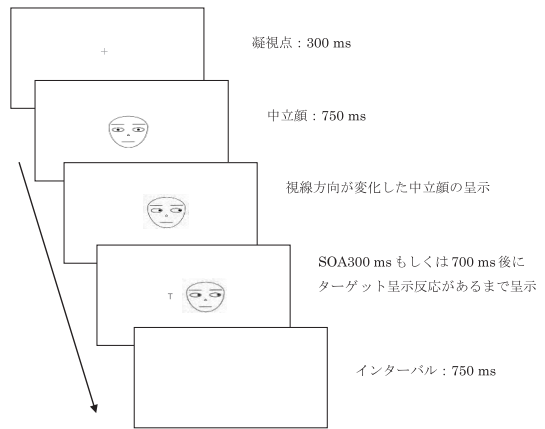 凝視点：300 ms
中立顔：750 ms
視線方向が変化した中立顔の呈示
SOA300 ms もしくは 700 ms 後に
ターゲット呈示反応があるまで呈示
T
インターバル：750 ms